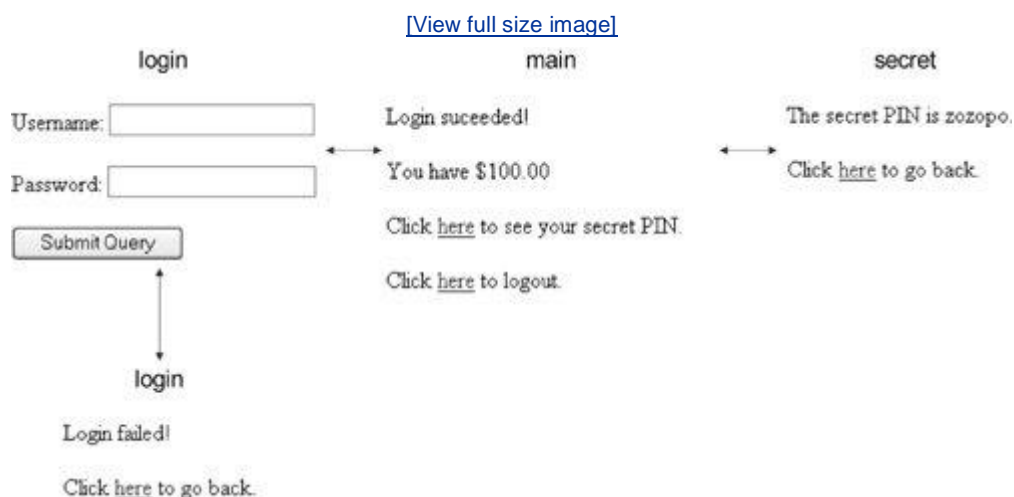 [View full size image]
login
Username:
Password:
Submit Query
main
Login suceeded!
You have $100.00
Click here to see your secret PIN.
Click here to logout.
secret
The secret PIN is zozopo.
Click here to go back.
login
Login failed!
Click here to go back.